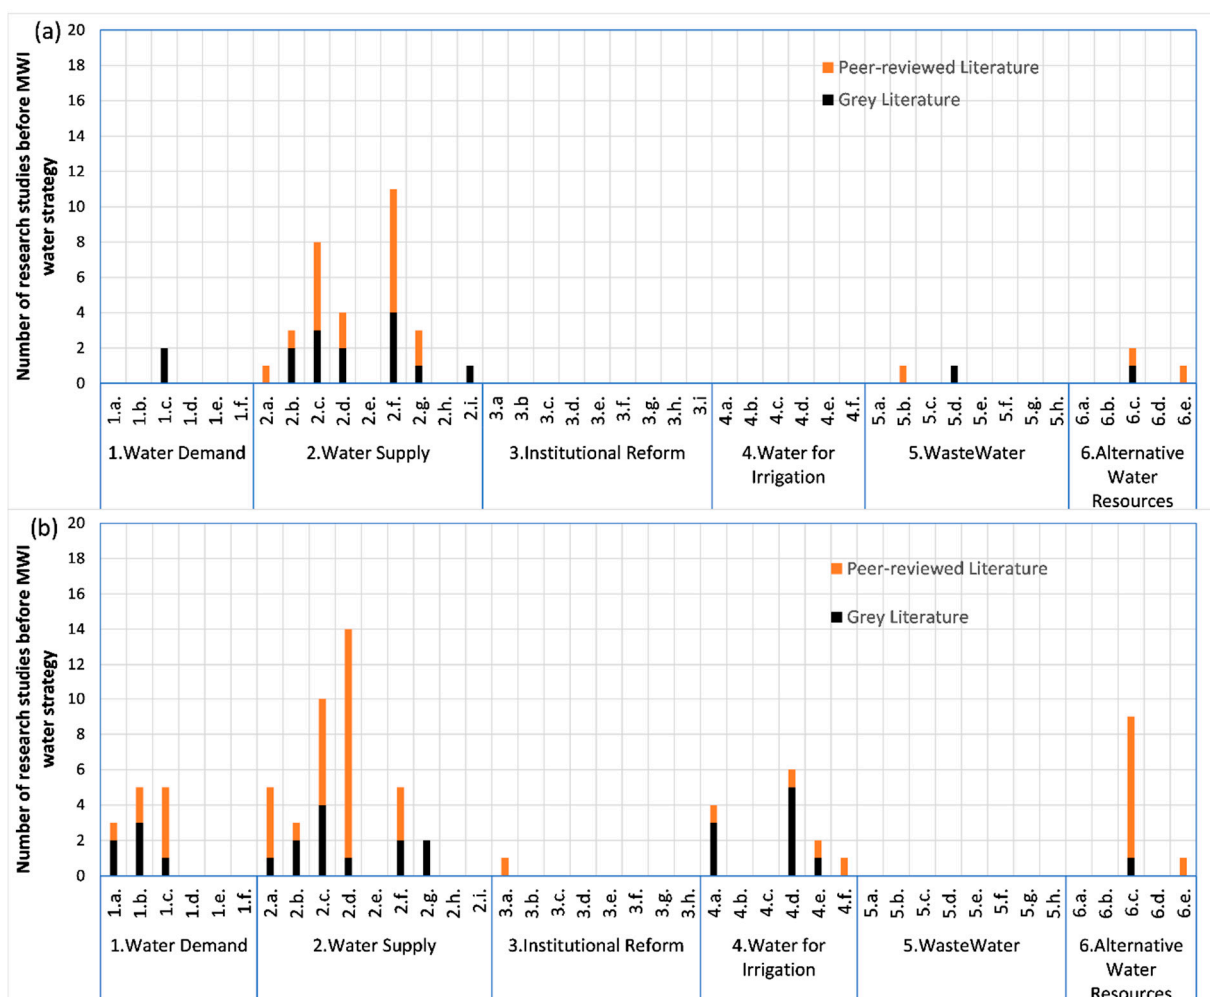 (a)
Number of research studies before MWI
water strategy
20
18
16
14
12
10
8
6
4
2
0
Peer-reviewed Literature
Grey Literature
1.a. 1.b. 1.c. 1.d. 1.e. 1.f. 2.a. 2.b. 2.c. 2.d. 2.e. 2.f. 2.g. 2.h. 2.i. 3.a 3.b 3.c. 3.d. 3.e. 3.f. 3.g. 3.h. 3.i 4.a. 4.b. 4.c. 4.d. 4.e. 4.f. 5.a. 5.b. 5.c. 5.d. 5.e. 5.f. 5.g. 5.h. 6.a. 6.b. 6.c. 6.d. 6.e.
1.Water Demand
2.Water Supply
3.Institutional Reform
4.Water for
Irrigation
5.WasteWater
6.Alternative
Water
Resources
(b)
Number of research studies before MWI
water strategy
20
18
16
14
12
10
8
6
4
2
0
Peer-reviewed Literature
Grey Literature
1.a. 1.b. 1.c. 1.d. 1.e. 1.f. 2.a. 2.b. 2.c. 2.d. 2.e. 2.f. 2.g 2.h. 2.i. 3.a. 3.b. 3.c. 3.d. 3.e. 3.f. 3.g. 3.h. 4.a. 4.b. 4.c. 4.d. 4.e. 4.f. 5.a. 5.b. 5.c. 5.d. 5.e. 5.f. 5.g. 5.h. 6.a. 6.b. 6.c. 6.d. 6.e.
1.Water Demand
2.Water Supply
3.Institutional Reform
4.Water for
Irrigation
5.WasteWater
6.Alternative
Water
Resources